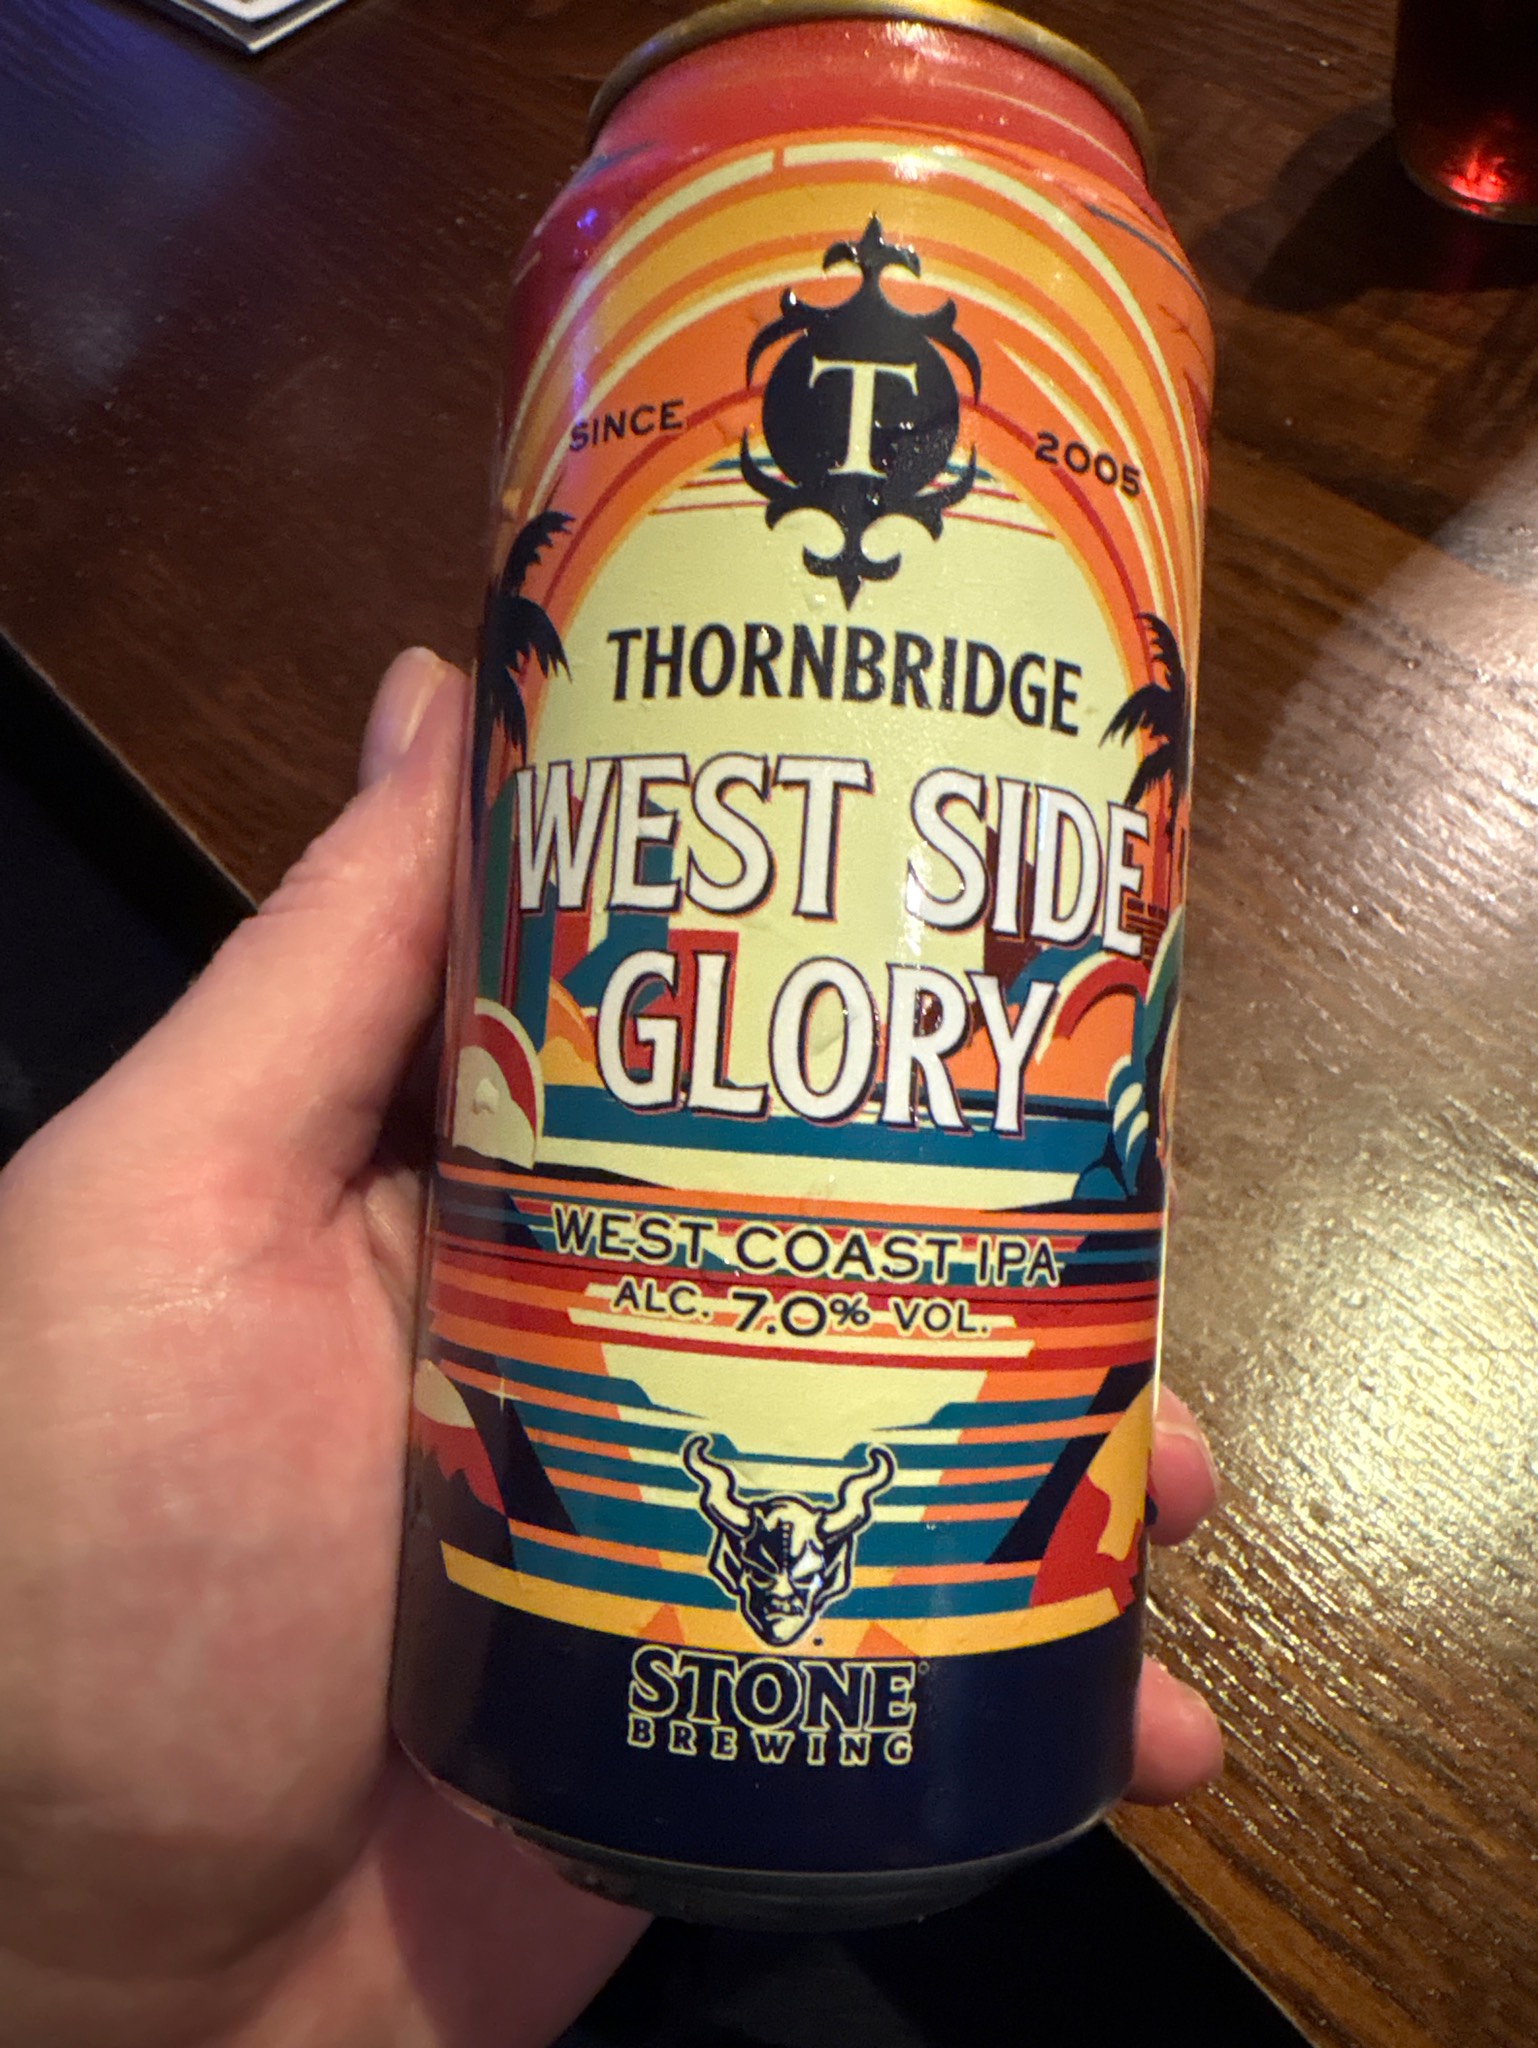 SINCE T 2005
THORNBRIDGE
WEST SIDE
GLORY
WEST COAST IPA
ALC. 7.0% VOL.
STONE®
BREWING